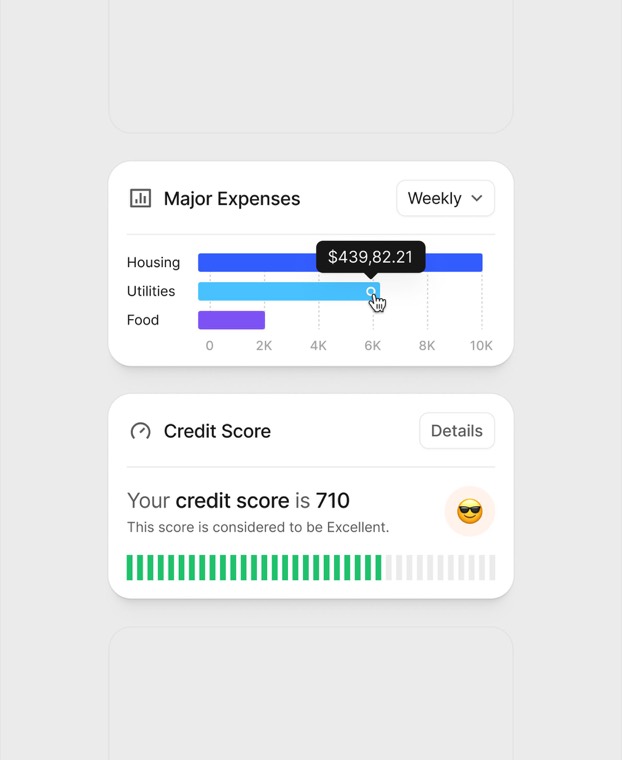 Major Expenses
Weekly
$439,82.21
Housing
Utilities
Food
0 2K 4K 6K 8K 10K
Credit Score
Details
Your credit score is 710
This score is considered to be Excellent.